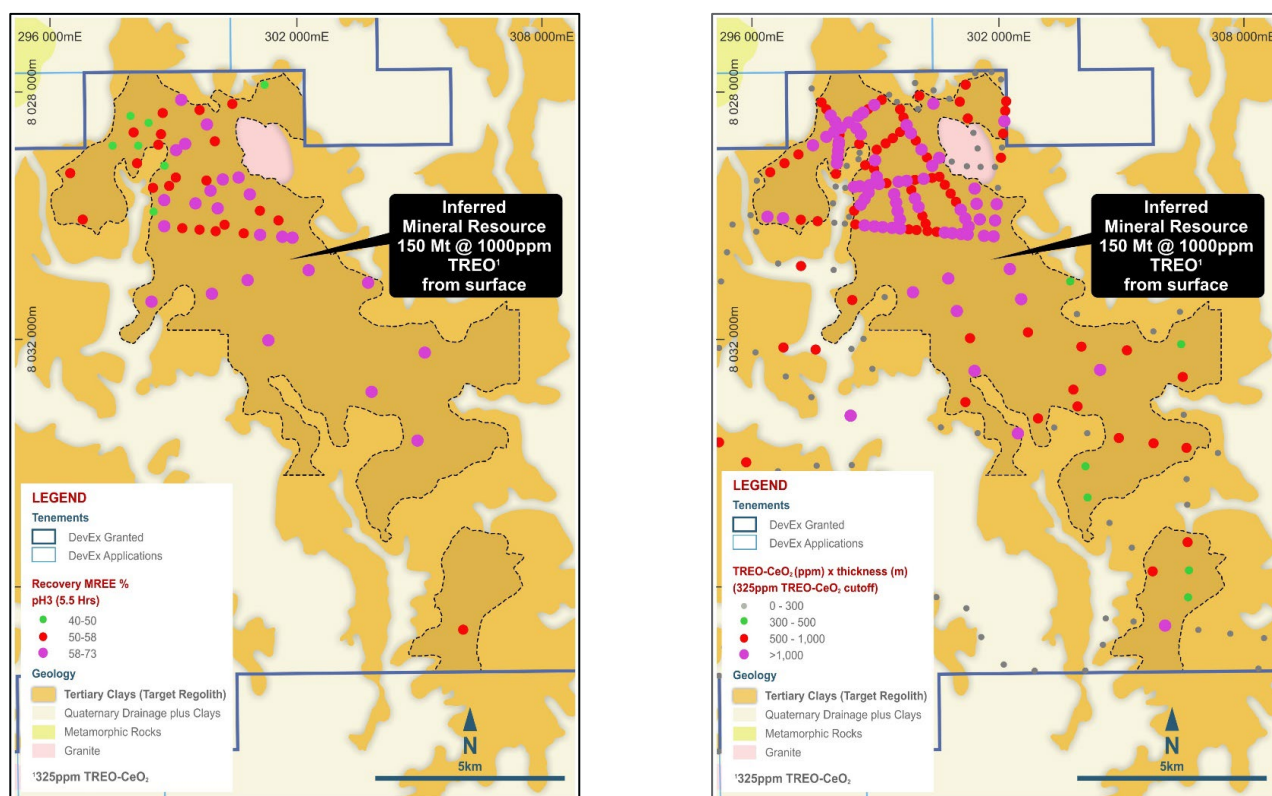 296 000mE
302 000mE
308 000mE
8 028 000m
8 032 000m
Inferred
Mineral Resource
150 Mt @ 1000ppm
TREO¹
from surface
LEGEND
Tenements
DevEx Granted
DevEx Applications
Recovery MREE %
pH3 (5.5 Hrs)
40-50
50-58
58-73
Geology
Tertiary Clays (Target Regolith)
Quaternary Drainage plus Clays
Metamorphic Rocks
Granite
¹325ppm TREO-CeO₂
N
5km
296 000mE
302 000mE
308 000mE
8 028 000m
8 032 000m
Inferred
Mineral Resource
150 Mt @ 1000ppm
TREO¹
from surface
LEGEND
Tenements
DevEx Granted
DevEx Applications
TREO-CeO₂ (ppm) x thickness (m)
(325ppm TREO-CeO₂ cutoff)
0 - 300
300 - 500
500 - 1,000
>1,000
Geology
Tertiary Clays (Target Regolith)
Quaternary Drainage plus Clays
Metamorphic Rocks
Granite
¹325ppm TREO-CeO₂
N
5km